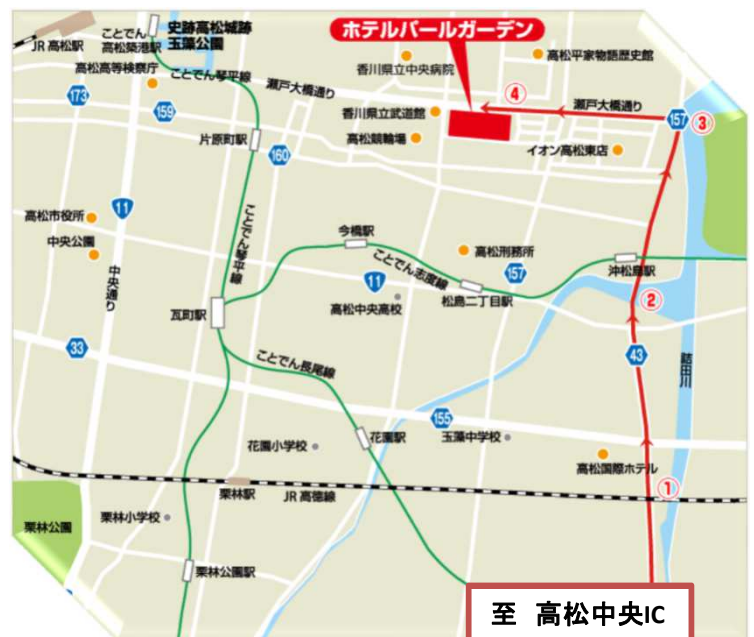 ことでん
高松築港駅
史跡高松城跡
玉藻公園
ホテルパールガーデン
JR 高松駅
高松高等検察庁
ことでん琴平線
瀬戸大橋通り
香川県立中央病院
高松平家物語歴史館
④
173
159
香川県立武道館
瀬戸大橋通り
157
③
片原町駅
160
高松競輪場
イオン高松東店
11
高松市役所
中央公園
中央通り
ことでん琴平線
今橋駅
高松刑務所
ことでん志度線
157
沖松島駅
11
高松中央高校
松島二丁目駅
②
瓦町駅
33
43
詰田川
ことでん長尾線
155
花園小学校
花園駅
玉藻中学校
高松国際ホテル
栗林駅
JR 高徳線
①
栗林公園
栗林小学校
栗林公園駅
至 高松中央IC